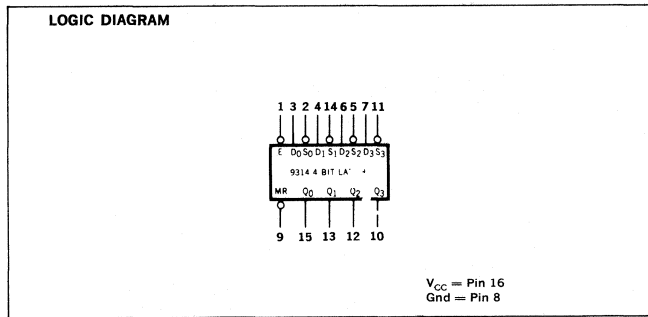 LOGIC DIAGRAM
1 3 2 4 14 6 5 7 11
E D0 S0 D1 S1 D2 S2 D3 S3
9314 4 BIT
MR Q0 Q1 Q2 Q3
9 15 13 12 10
VCC = Pin 16
Gnd = Pin 8